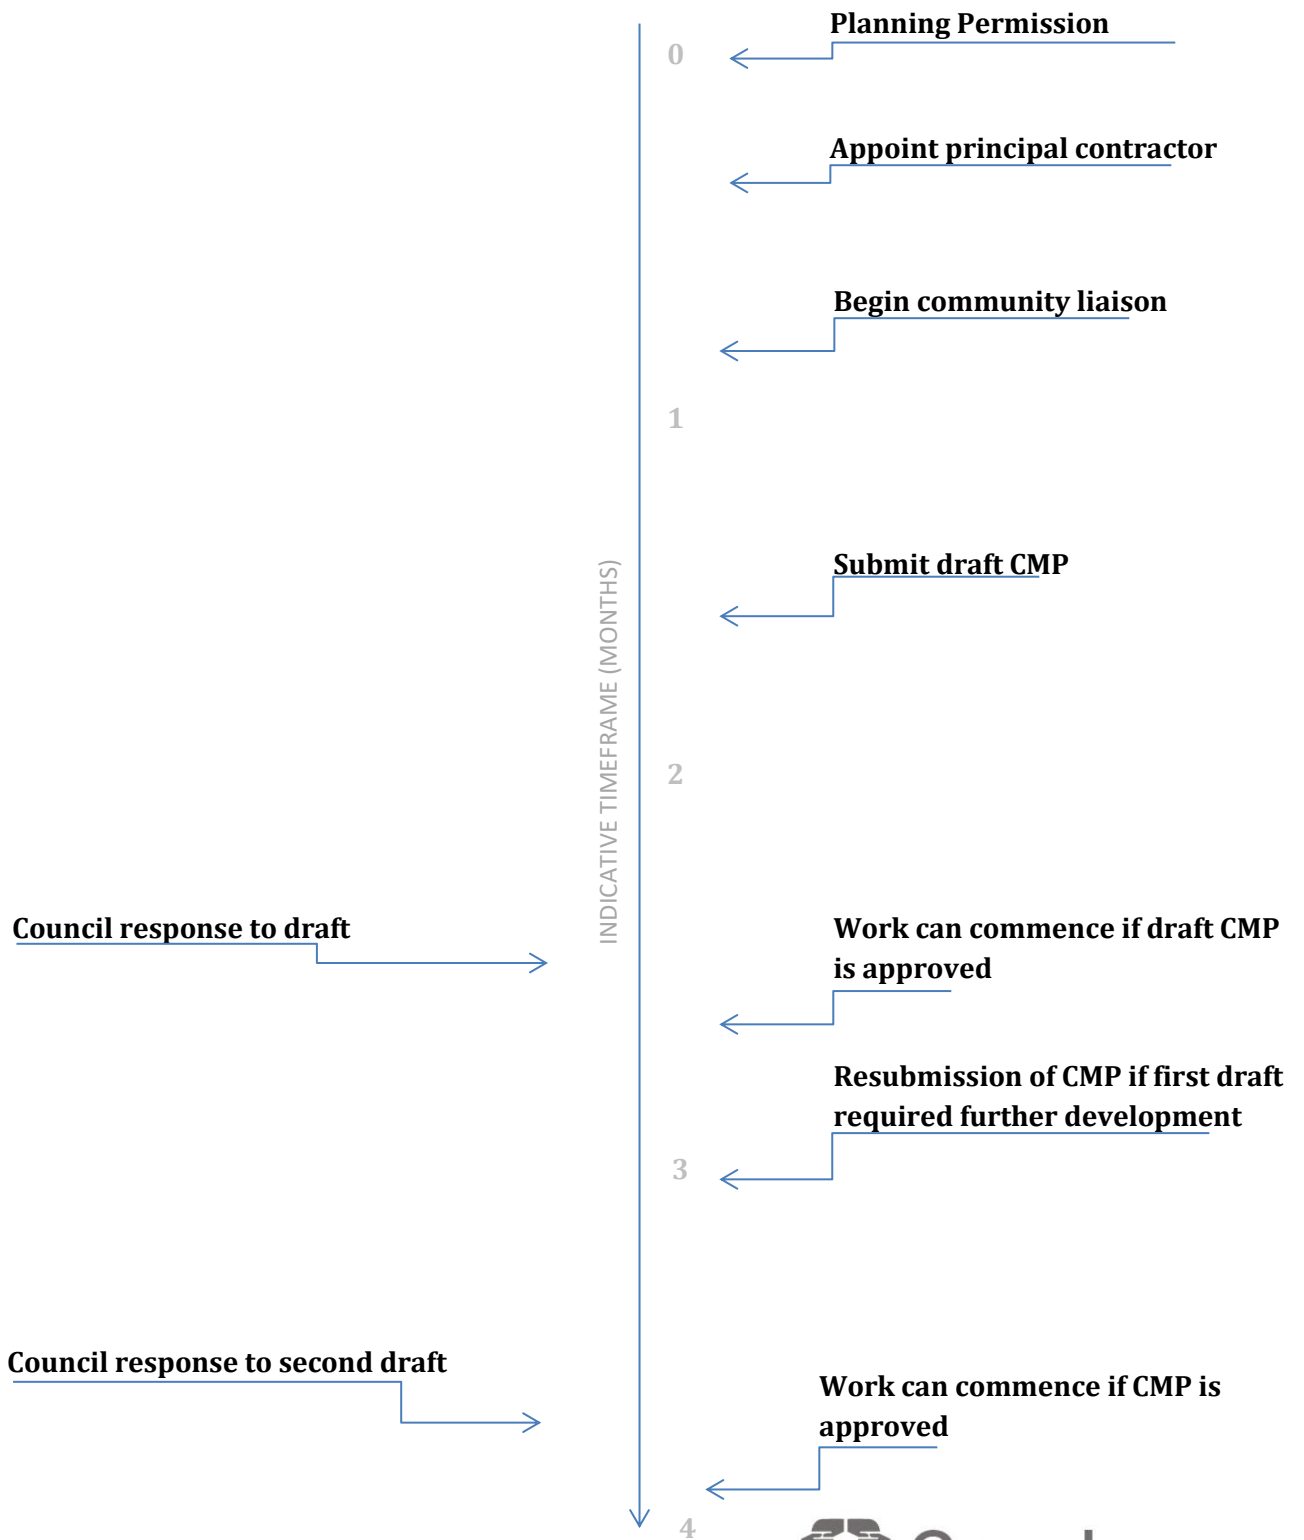 Planning Permission
0
Appoint principal contractor
Begin community liaison
1
Submit draft CMP
INDICATIVE TIMEFRAME (MONTHS)
2
Council response to draft
Work can commence if draft CMP
is approved
Resubmission of CMP if first draft
required further development
3
Council response to second draft
Work can commence if CMP is
approved
4